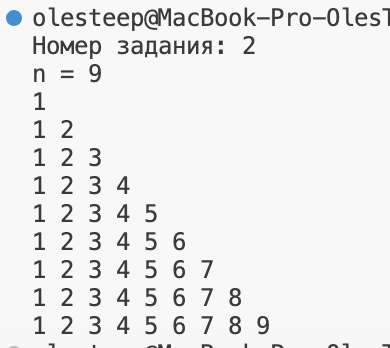 olesteep@MacBook-Pro-Oles
Номер задания: 2
n = 9
1
1 2
1 2 3
1 2 3 4
1 2 3 4 5
1 2 3 4 5 6
1 2 3 4 5 6 7
1 2 3 4 5 6 7 8
1 2 3 4 5 6 7 8 9